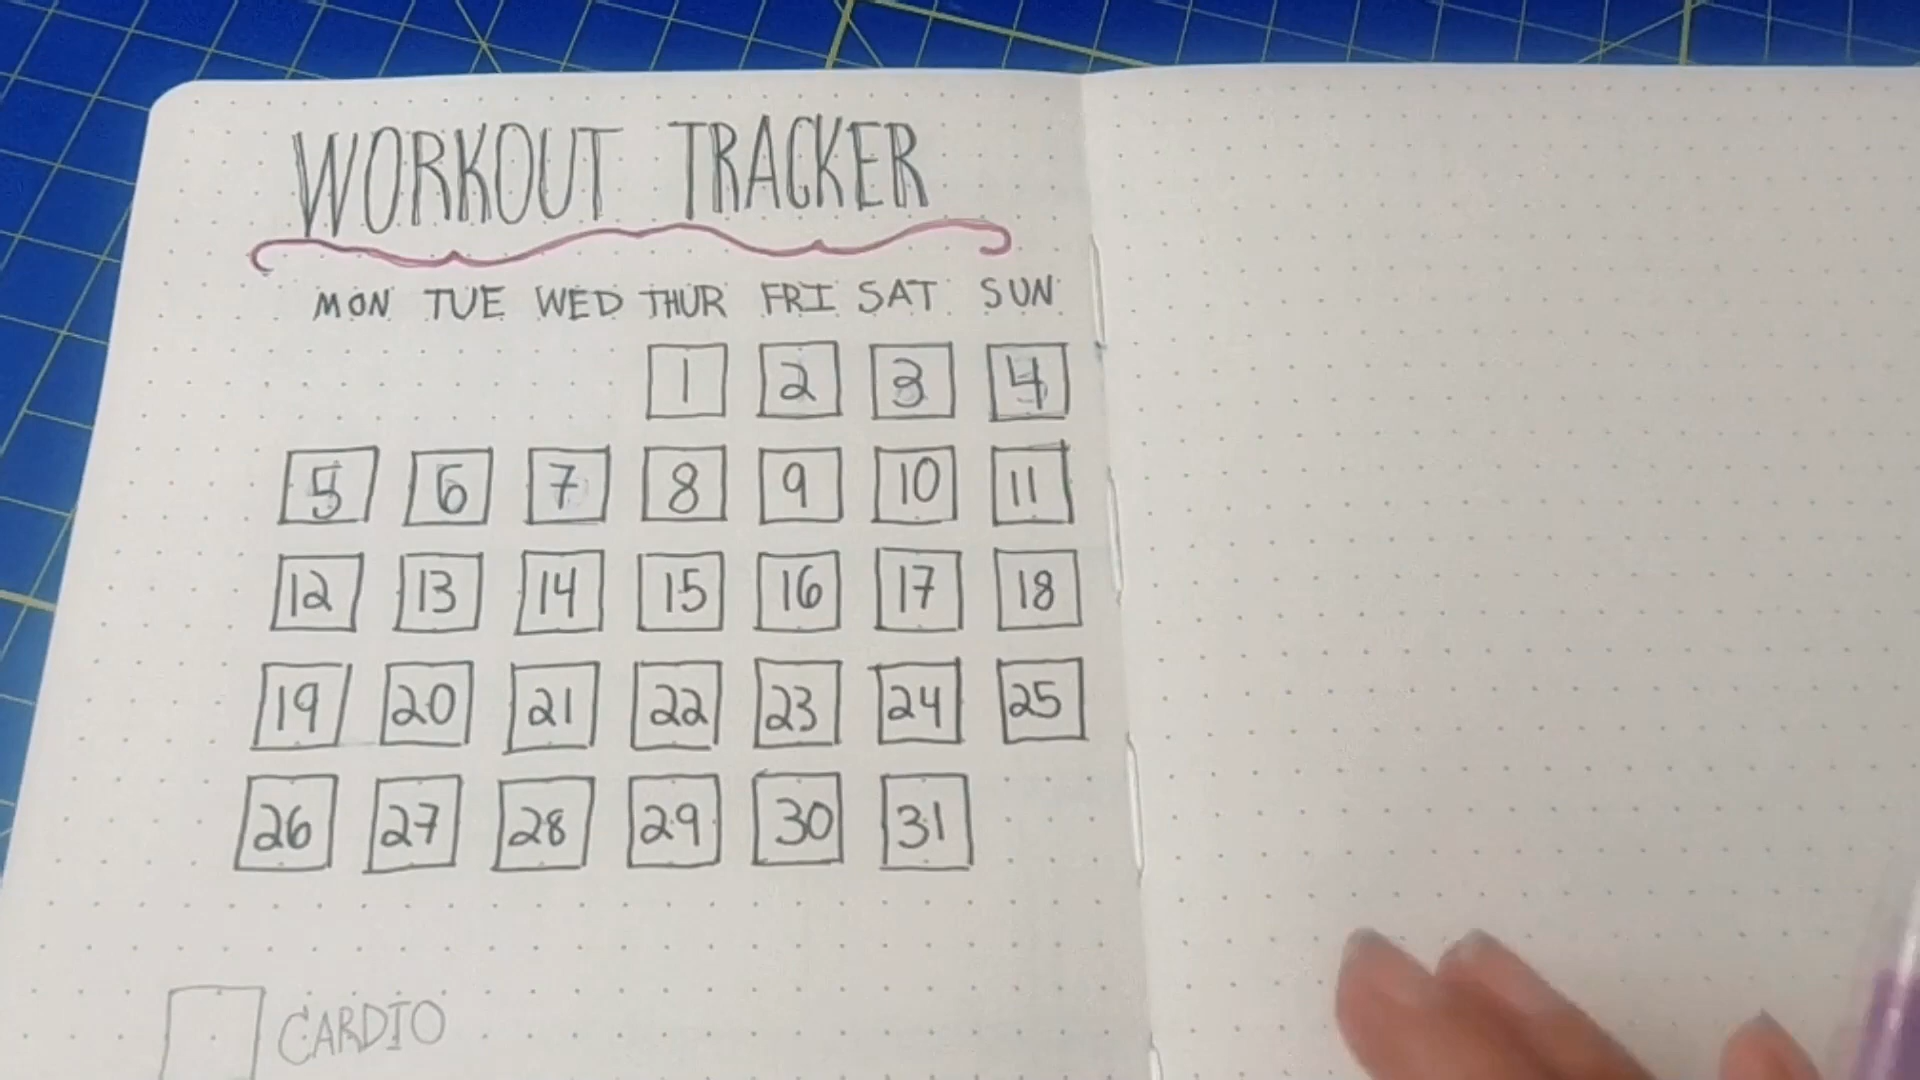 WORKOUT TRACKER
MON TUE WED THUR FRI SAT SUN
1 2 3 4
5 6 7 8 9 10 11
12 13 14 15 16 17 18
19 20 21 22 23 24 25
26 27 28 29 30 31
CARDIO